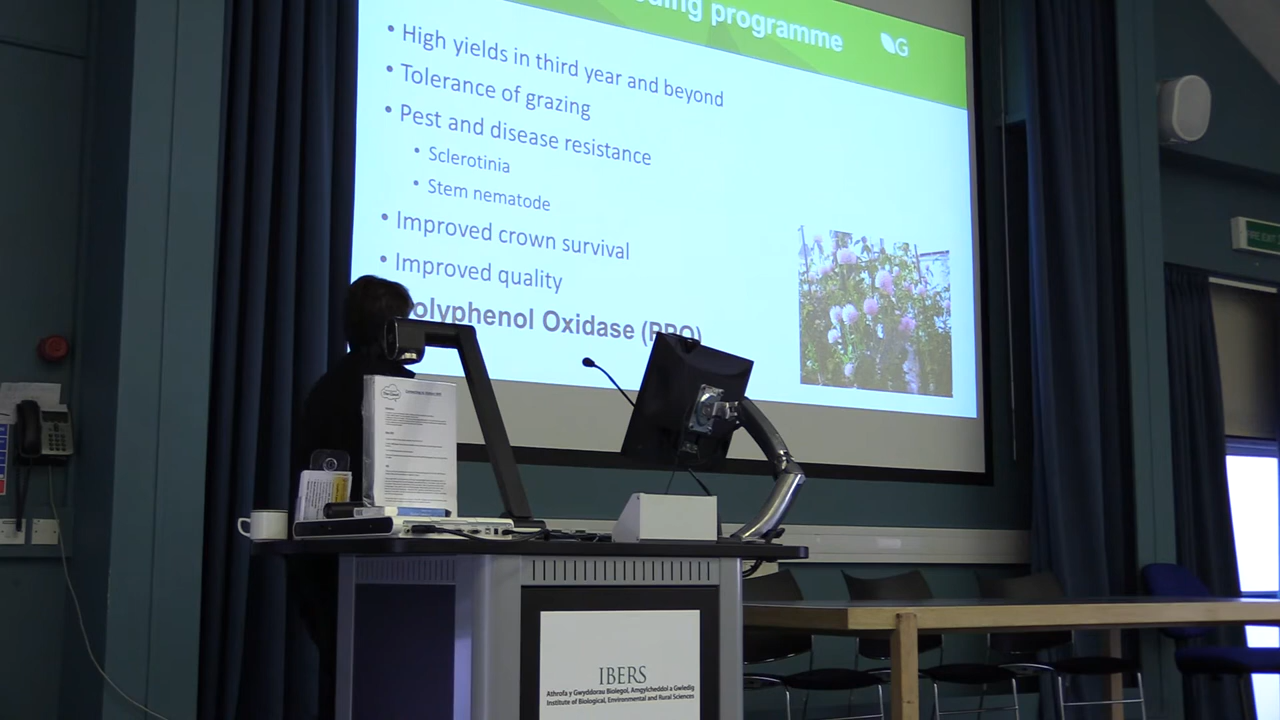 programme
G
• High yields in third year and beyond
• Tolerance of grazing
• Pest and disease resistance
• Sclerotinia
• Stem nematode
• Improved crown survival
• Improved quality
olyphenol Oxidase (PPO)
IBERS
Athrofa y Gwyddorau Biolegol, Amgylcheddol a Gwledig
Institute of Biological, Environmental and Rural Sciences